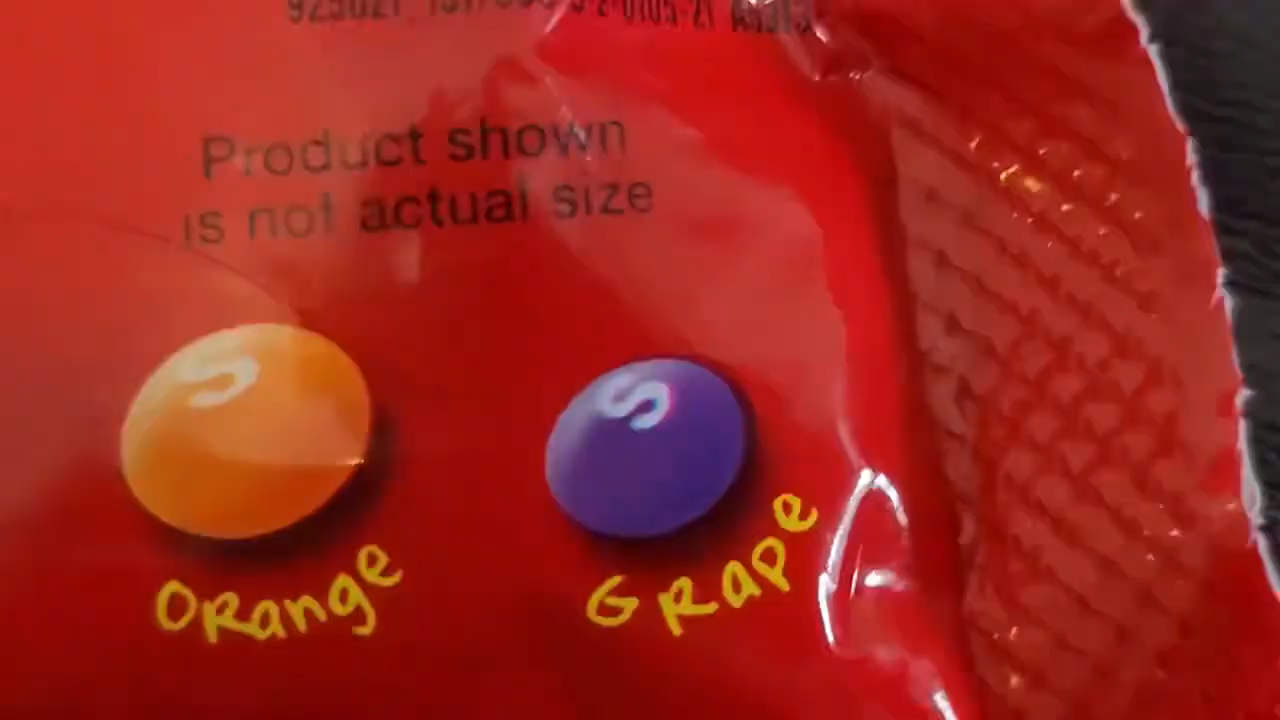 Product shown
is not actual size
S
S
ORange
GRape